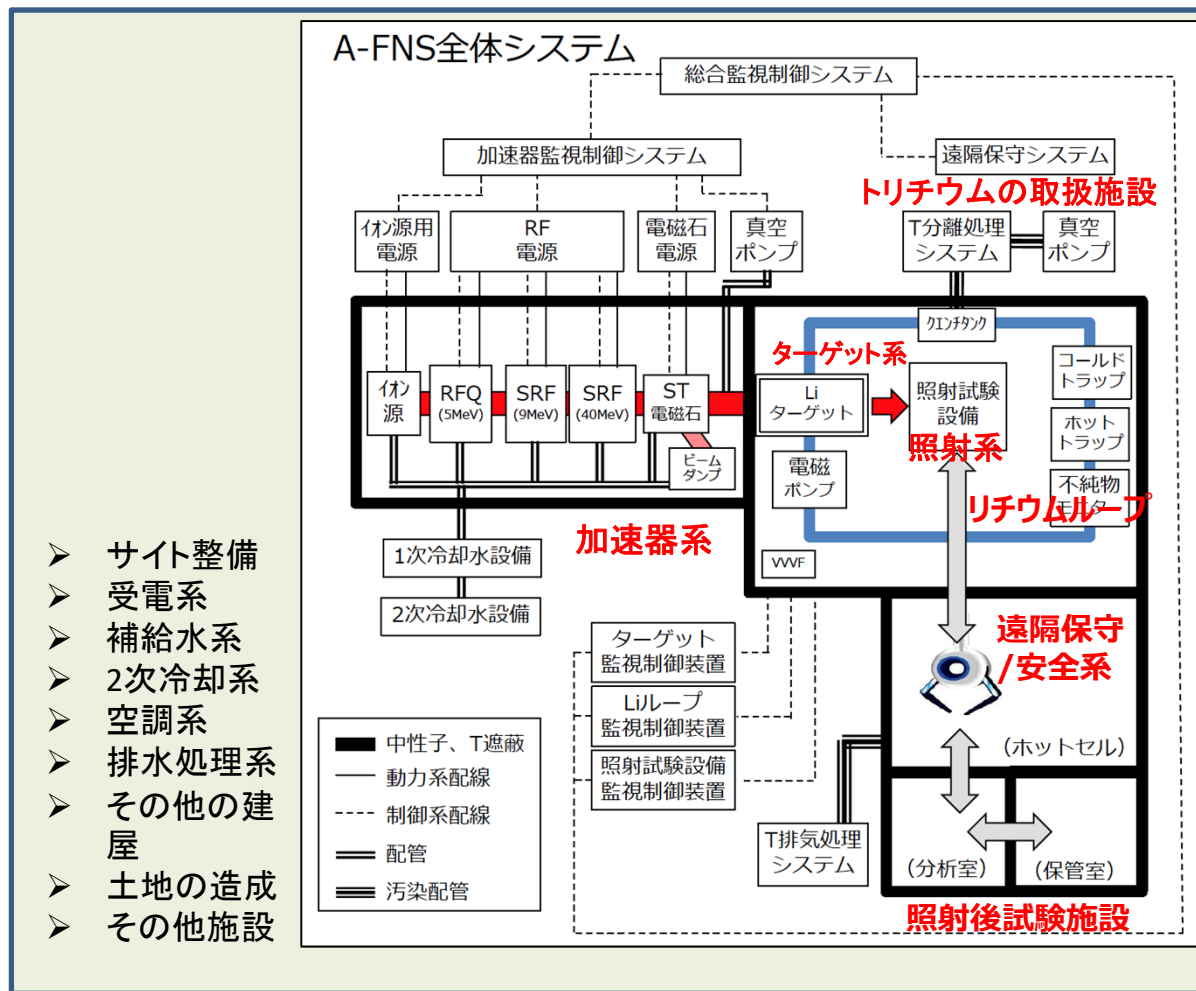 A-FNS全体システム
総合監視制御システム
加速器監視制御システム
遠隔保守システム
トリチウムの取扱施設
イオン源用
電源
RF
電源
電磁石
電源
真空
ポンプ
T分離処理
システム
真空
ポンプ
クエンチタンク
ターゲット系
コールド
トラップ
イオン
源
RFQ
(5MeV)
SRF
(9MeV)
SRF
(40MeV)
ST
電磁石
Li
ターゲット
照射試験
設備
照射系
ホット
トラップ
ビーム
ダンプ
電磁
ポンプ
不純物
モニター
リチウムループ
加速器系
VVVF
1次冷却水設備
2次冷却水設備
ターゲット
監視制御装置
Liループ
監視制御装置
照射試験設備
監視制御装置
遠隔保守
/安全系
(ホットセル)
中性子、T遮蔽
動力系配線
制御系配線
配管
汚染配管
T排気処理
システム
(分析室)
(保管室)
照射後試験施設
➢ サイト整備
➢ 受電系
➢ 補給水系
➢ 2次冷却系
➢ 空調系
➢ 排水処理系
➢ その他の建
屋
➢ 土地の造成
➢ その他施設